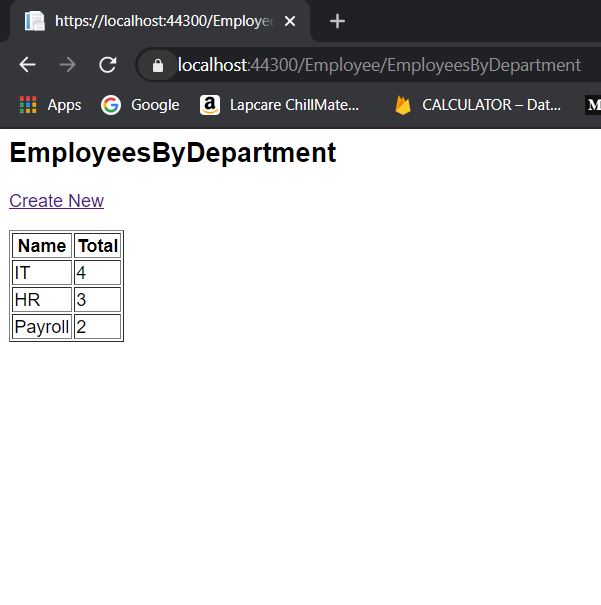 https://localhost:44300/Employee
localhost:44300/Employee/EmployeesByDepartment
Apps Google Lapcare ChillMate... CALCULATOR – Dat... M
EmployeesByDepartment
Create New
Name Total
IT 4
HR 3
Payroll 2